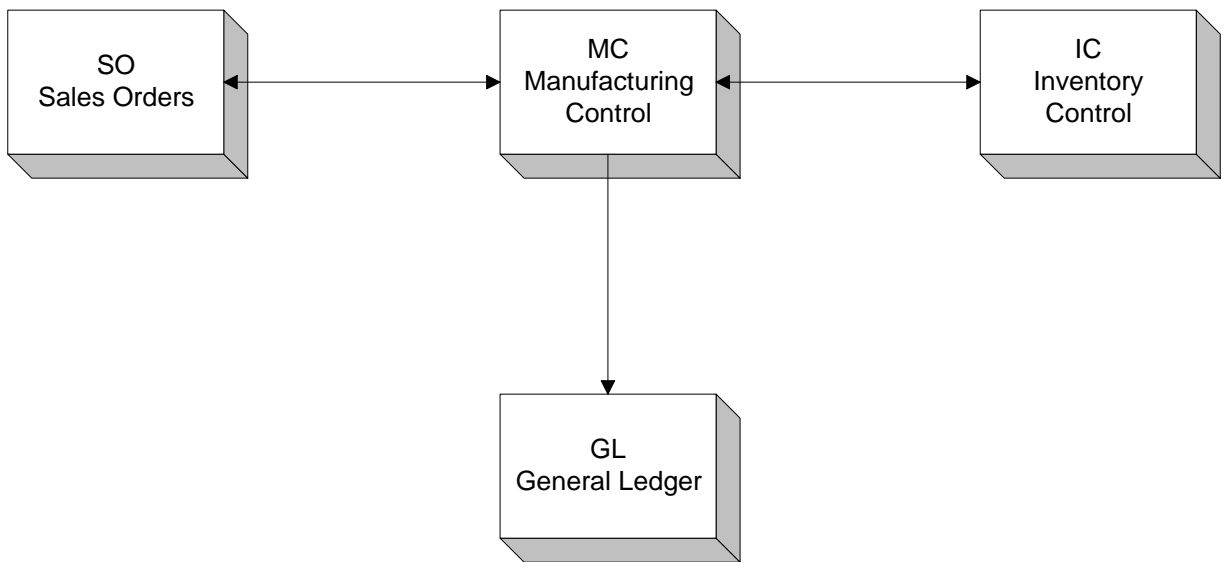 SO
Sales Orders
MC
Manufacturing
Control
IC
Inventory
Control
GL
General Ledger